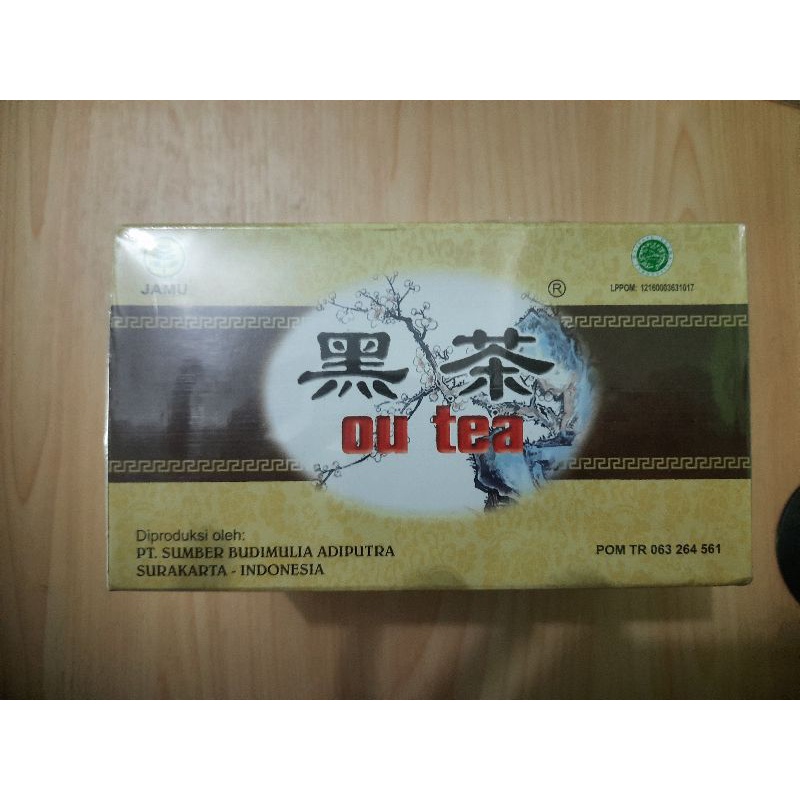 JAMU
®
LPPOM: 12160003631017
黑茶
ou tea
Diproduksi oleh:
PT. SUMBER BUDIMULIA ADIPUTRA
SURAKARTA - INDONESIA
POM TR 063 264 561